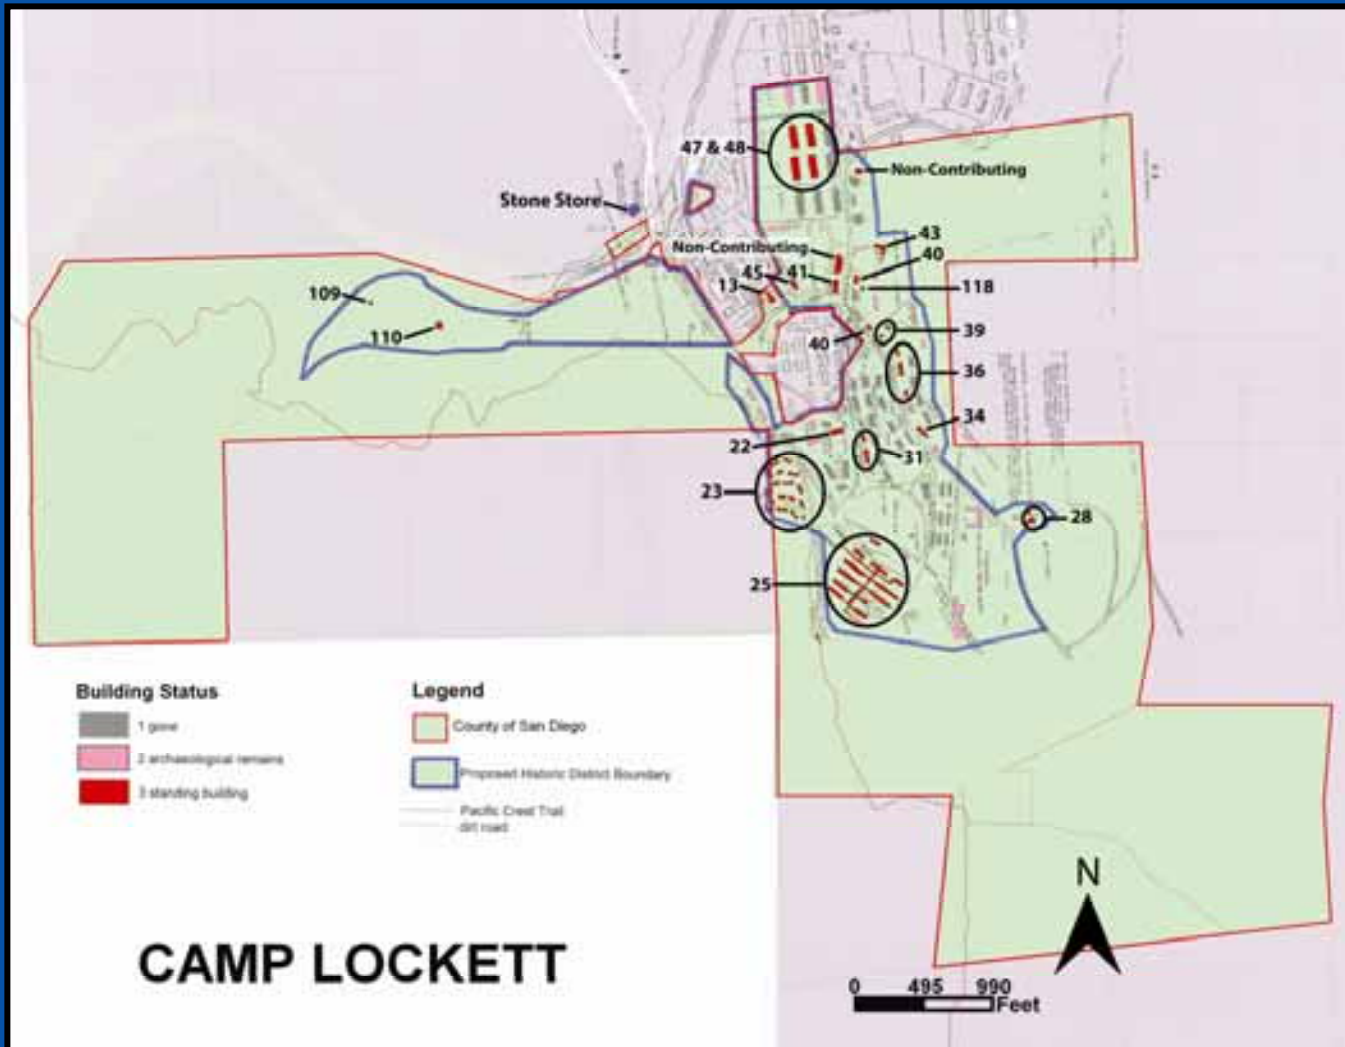 47 & 48
Non-Contributing
Stone Store
43
Non-Contributing
40
45
41
13
118
109
110
39
40
36
34
22
31
23
28
25
Building Status
1 gone
2 archaeological remains
3 standing building
Legend
County of San Diego
Proposed Historic District Boundary
Pacific Crest Trail
dirt road
N
CAMP LOCKETT
0 495 990
Feet